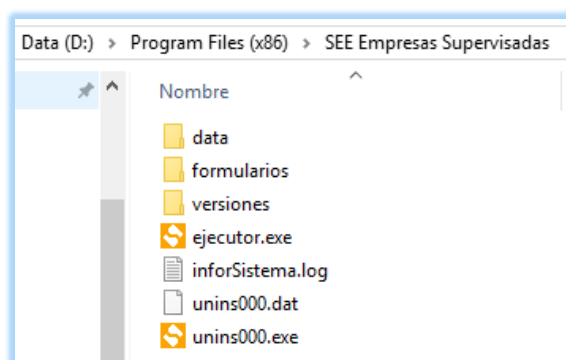 Data (D:) > Program Files (x86) > SEE Empresas Supervisadas
Nombre
data
formularios
versiones
ejecutor.exe
inforSistema.log
unins000.dat
unins000.exe